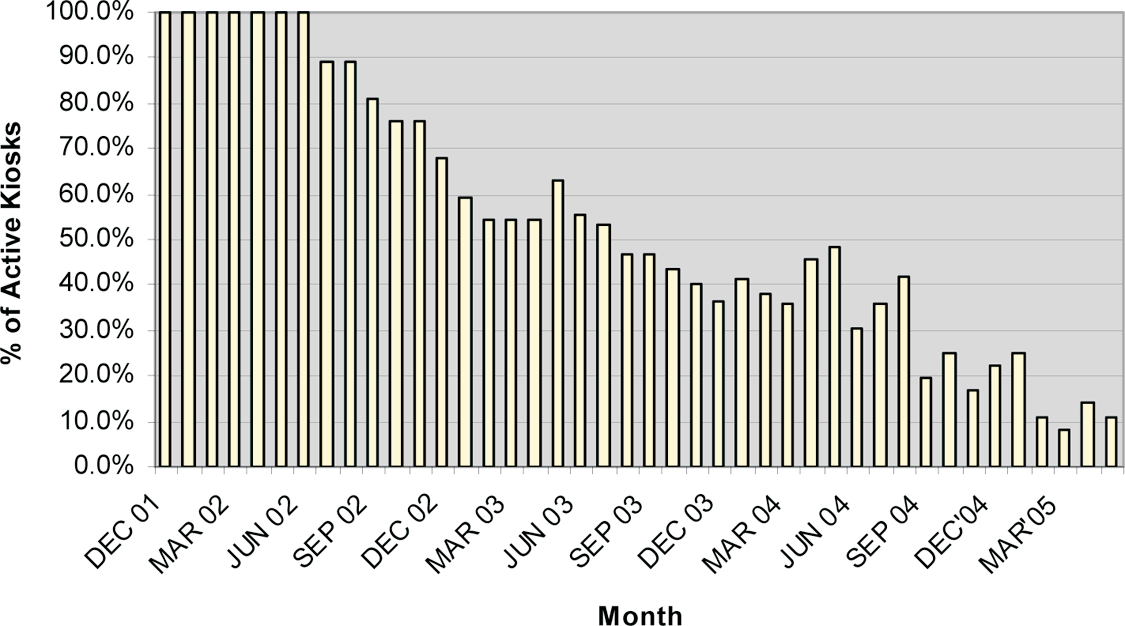 100.0%
90.0%
80.0%
70.0%
60.0%
50.0%
40.0%
30.0%
20.0%
10.0%
0.0%
% of Active Kiosks
DEC 01
MAR 02
JUN 02
SEP 02
DEC 02
MAR 03
JUN 03
SEP 03
DEC 03
MAR 04
JUN 04
SEP 04
DEC'04
MAR'05
Month